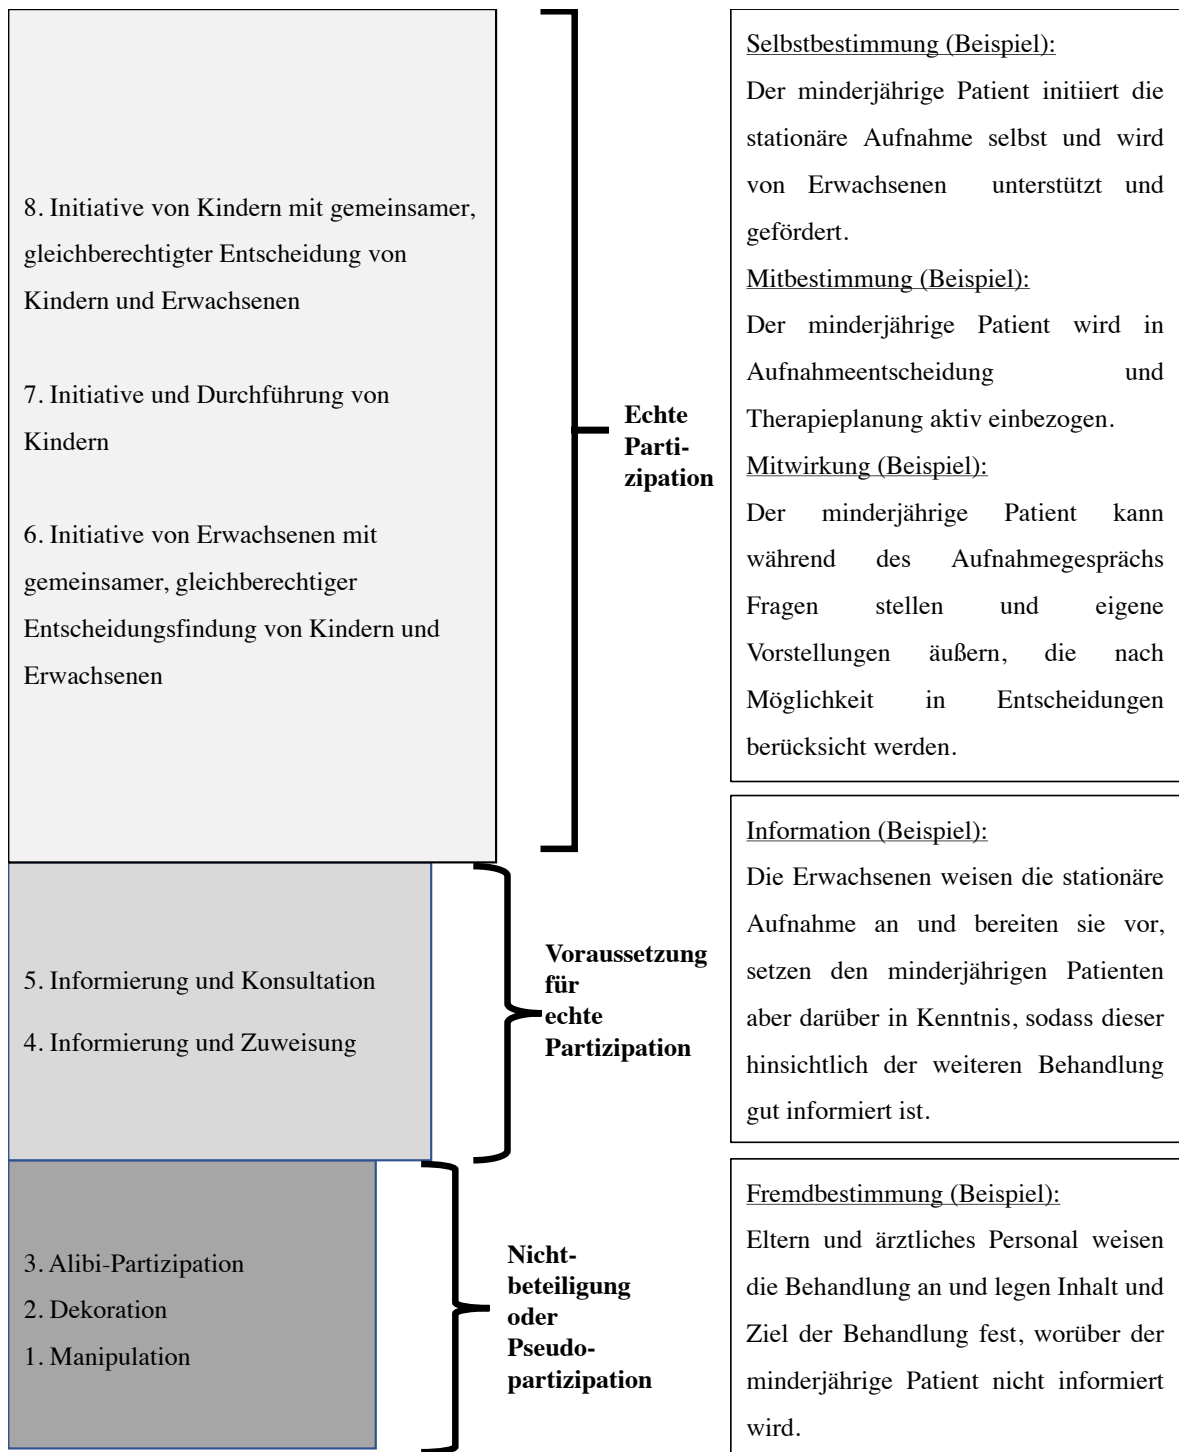 8. Initiative von Kindern mit gemeinsamer,
gleichberechtigter Entscheidung von
Kindern und Erwachsenen
7. Initiative und Durchführung von
Kindern
6. Initiative von Erwachsenen mit
gemeinsamer, gleichberechtiger
Entscheidungsfindung von Kindern und
Erwachsenen
Echte
Parti-
zipation
Selbstbestimmung (Beispiel):
Der minderjährige Patient initiiert die
stationäre Aufnahme selbst und wird
von Erwachsenen unterstützt und
gefördert.
Mitbestimmung (Beispiel):
Der minderjährige Patient wird in
Aufnahmeentscheidung und
Therapieplanung aktiv einbezogen.
Mitwirkung (Beispiel):
Der minderjährige Patient kann
während des Aufnahmegesprächs
Fragen stellen und eigene
Vorstellungen äußern, die nach
Möglichkeit in Entscheidungen
berücksicht werden.
5. Informierung und Konsultation
4. Informierung und Zuweisung
Voraussetzung
für
echte
Partizipation
Information (Beispiel):
Die Erwachsenen weisen die stationäre
Aufnahme an und bereiten sie vor,
setzen den minderjährigen Patienten
aber darüber in Kenntnis, sodass dieser
hinsichtlich der weiteren Behandlung
gut informiert ist.
3. Alibi-Partizipation
2. Dekoration
1. Manipulation
Nicht-
beteiligung
oder
Pseudo-
partizipation
Fremdbestimmung (Beispiel):
Eltern und ärztliches Personal weisen
die Behandlung an und legen Inhalt und
Ziel der Behandlung fest, worüber der
minderjährige Patient nicht informiert
wird.